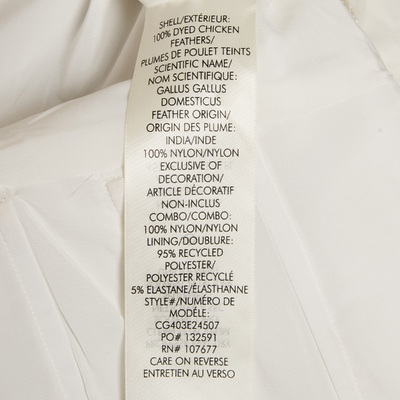 SHELL/EXTÉRIEUR:
100% DYED CHICKEN
FEATHERS/
PLUMES DE POULET TEINTS
SCIENTIFIC NAME/
NOM SCIENTIFIQUE:
GALLUS GALLUS
DOMESTICUS
FEATHER ORIGIN/
ORIGIN DES PLUME:
INDIA/INDE
100% NYLON/NYLON
EXCLUSIVE OF
DECORATION/
ARTICLE DÉCORATIF
NON-INCLUS
COMBO/COMBO:
100% NYLON/NYLON
LINING/DOUBLURE:
95% RECYCLED
POLYESTER/
POLYESTER RECYCLÉ
5% ELASTANE/ÉLASTHANNE
STYLE#/NUMÉRO DE
MODÉLE:
CG403E24507
PO# 132591
RN# 107677
CARE ON REVERSE
ENTRETIEN AU VERSO